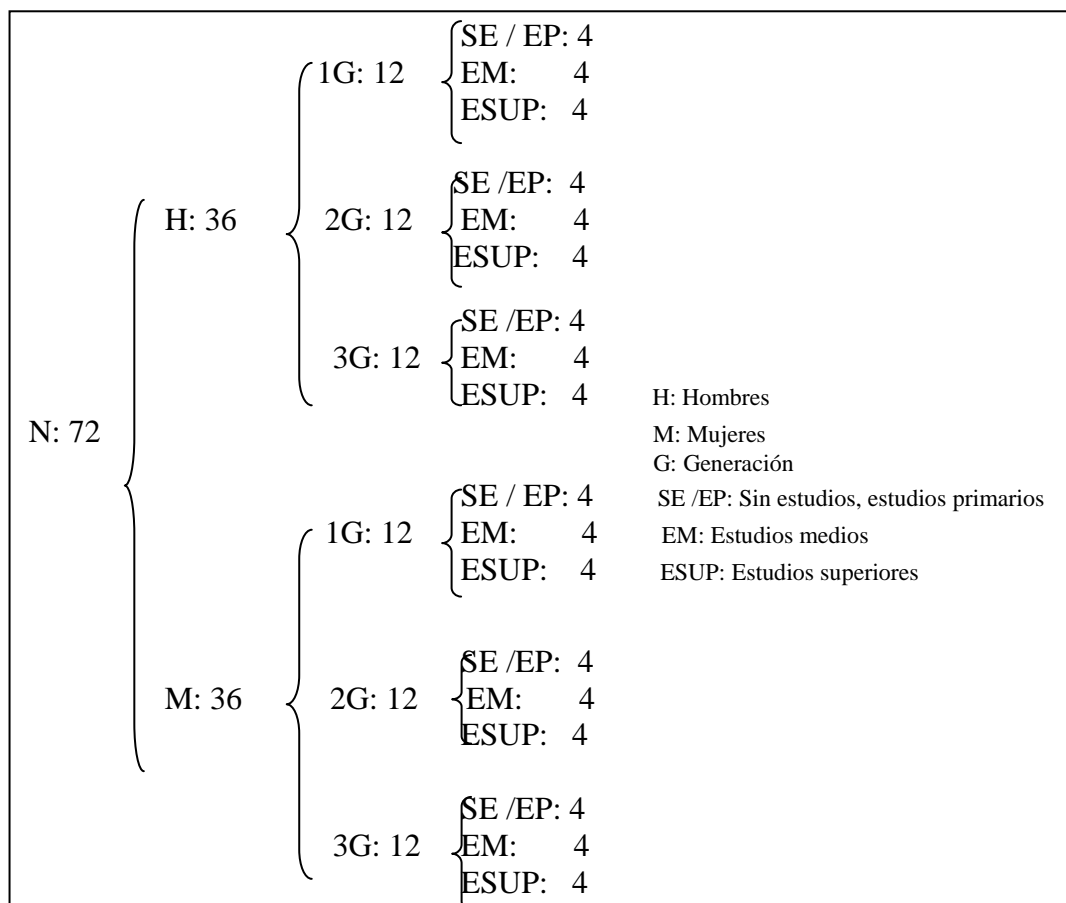 SE / EP: 4
1G: 12 EM: 4
ESUP: 4
SE /EP: 4
H: 36 2G: 12 EM: 4
ESUP: 4
SE /EP: 4
3G: 12 EM: 4
ESUP: 4 H: Hombres
N: 72 M: Mujeres
G: Generación
SE / EP: 4 SE /EP: Sin estudios, estudios primarios
1G: 12 EM: 4 EM: Estudios medios
ESUP: 4 ESUP: Estudios superiores
SE /EP: 4
M: 36 2G: 12 EM: 4
ESUP: 4
SE /EP: 4
3G: 12 EM: 4
ESUP: 4